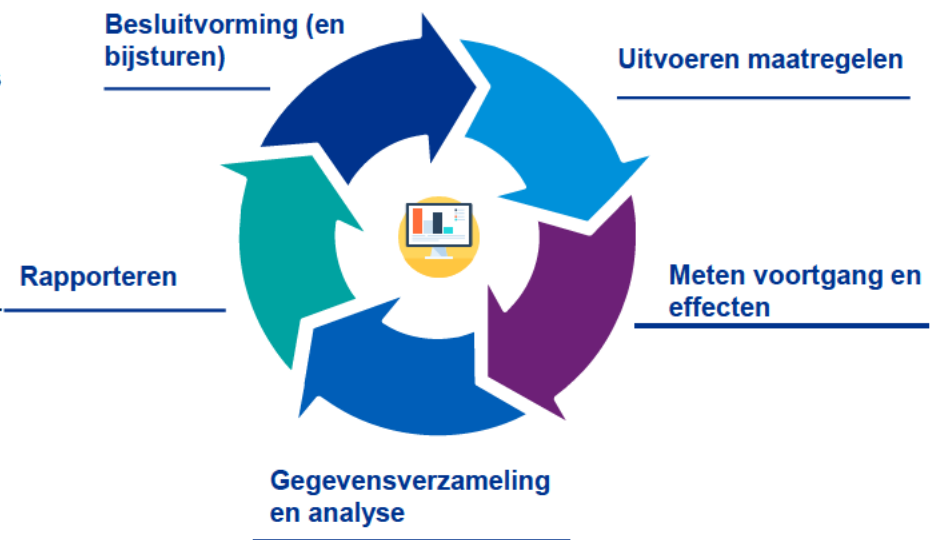 Besluitvorming (en
bijsturen)
Uitvoeren maatregelen
Rapporteren
Meten voortgang en
effecten
Gegevensverzameling
en analyse